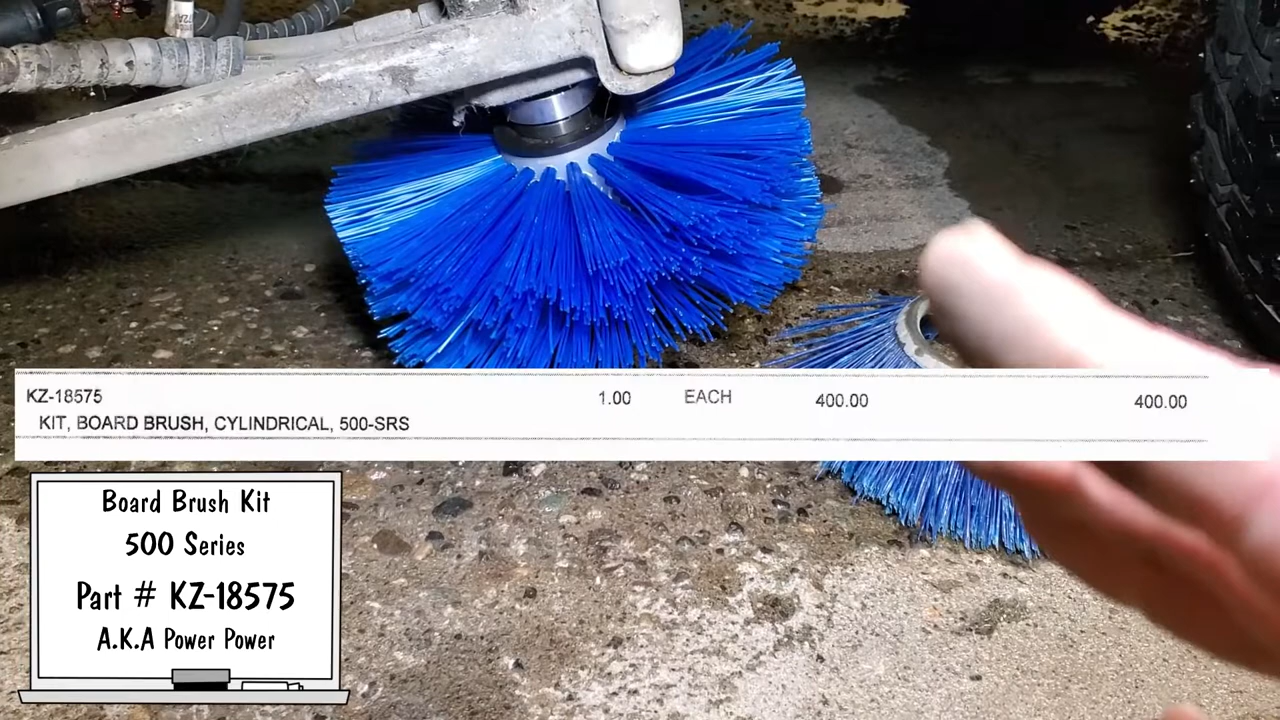 KZ-18575 1.00 EACH 400.00 400.00
KIT, BOARD BRUSH, CYLINDRICAL, 500-SRS
Board Brush Kit
500 Series
Part # KZ-18575
A.K.A Power Power